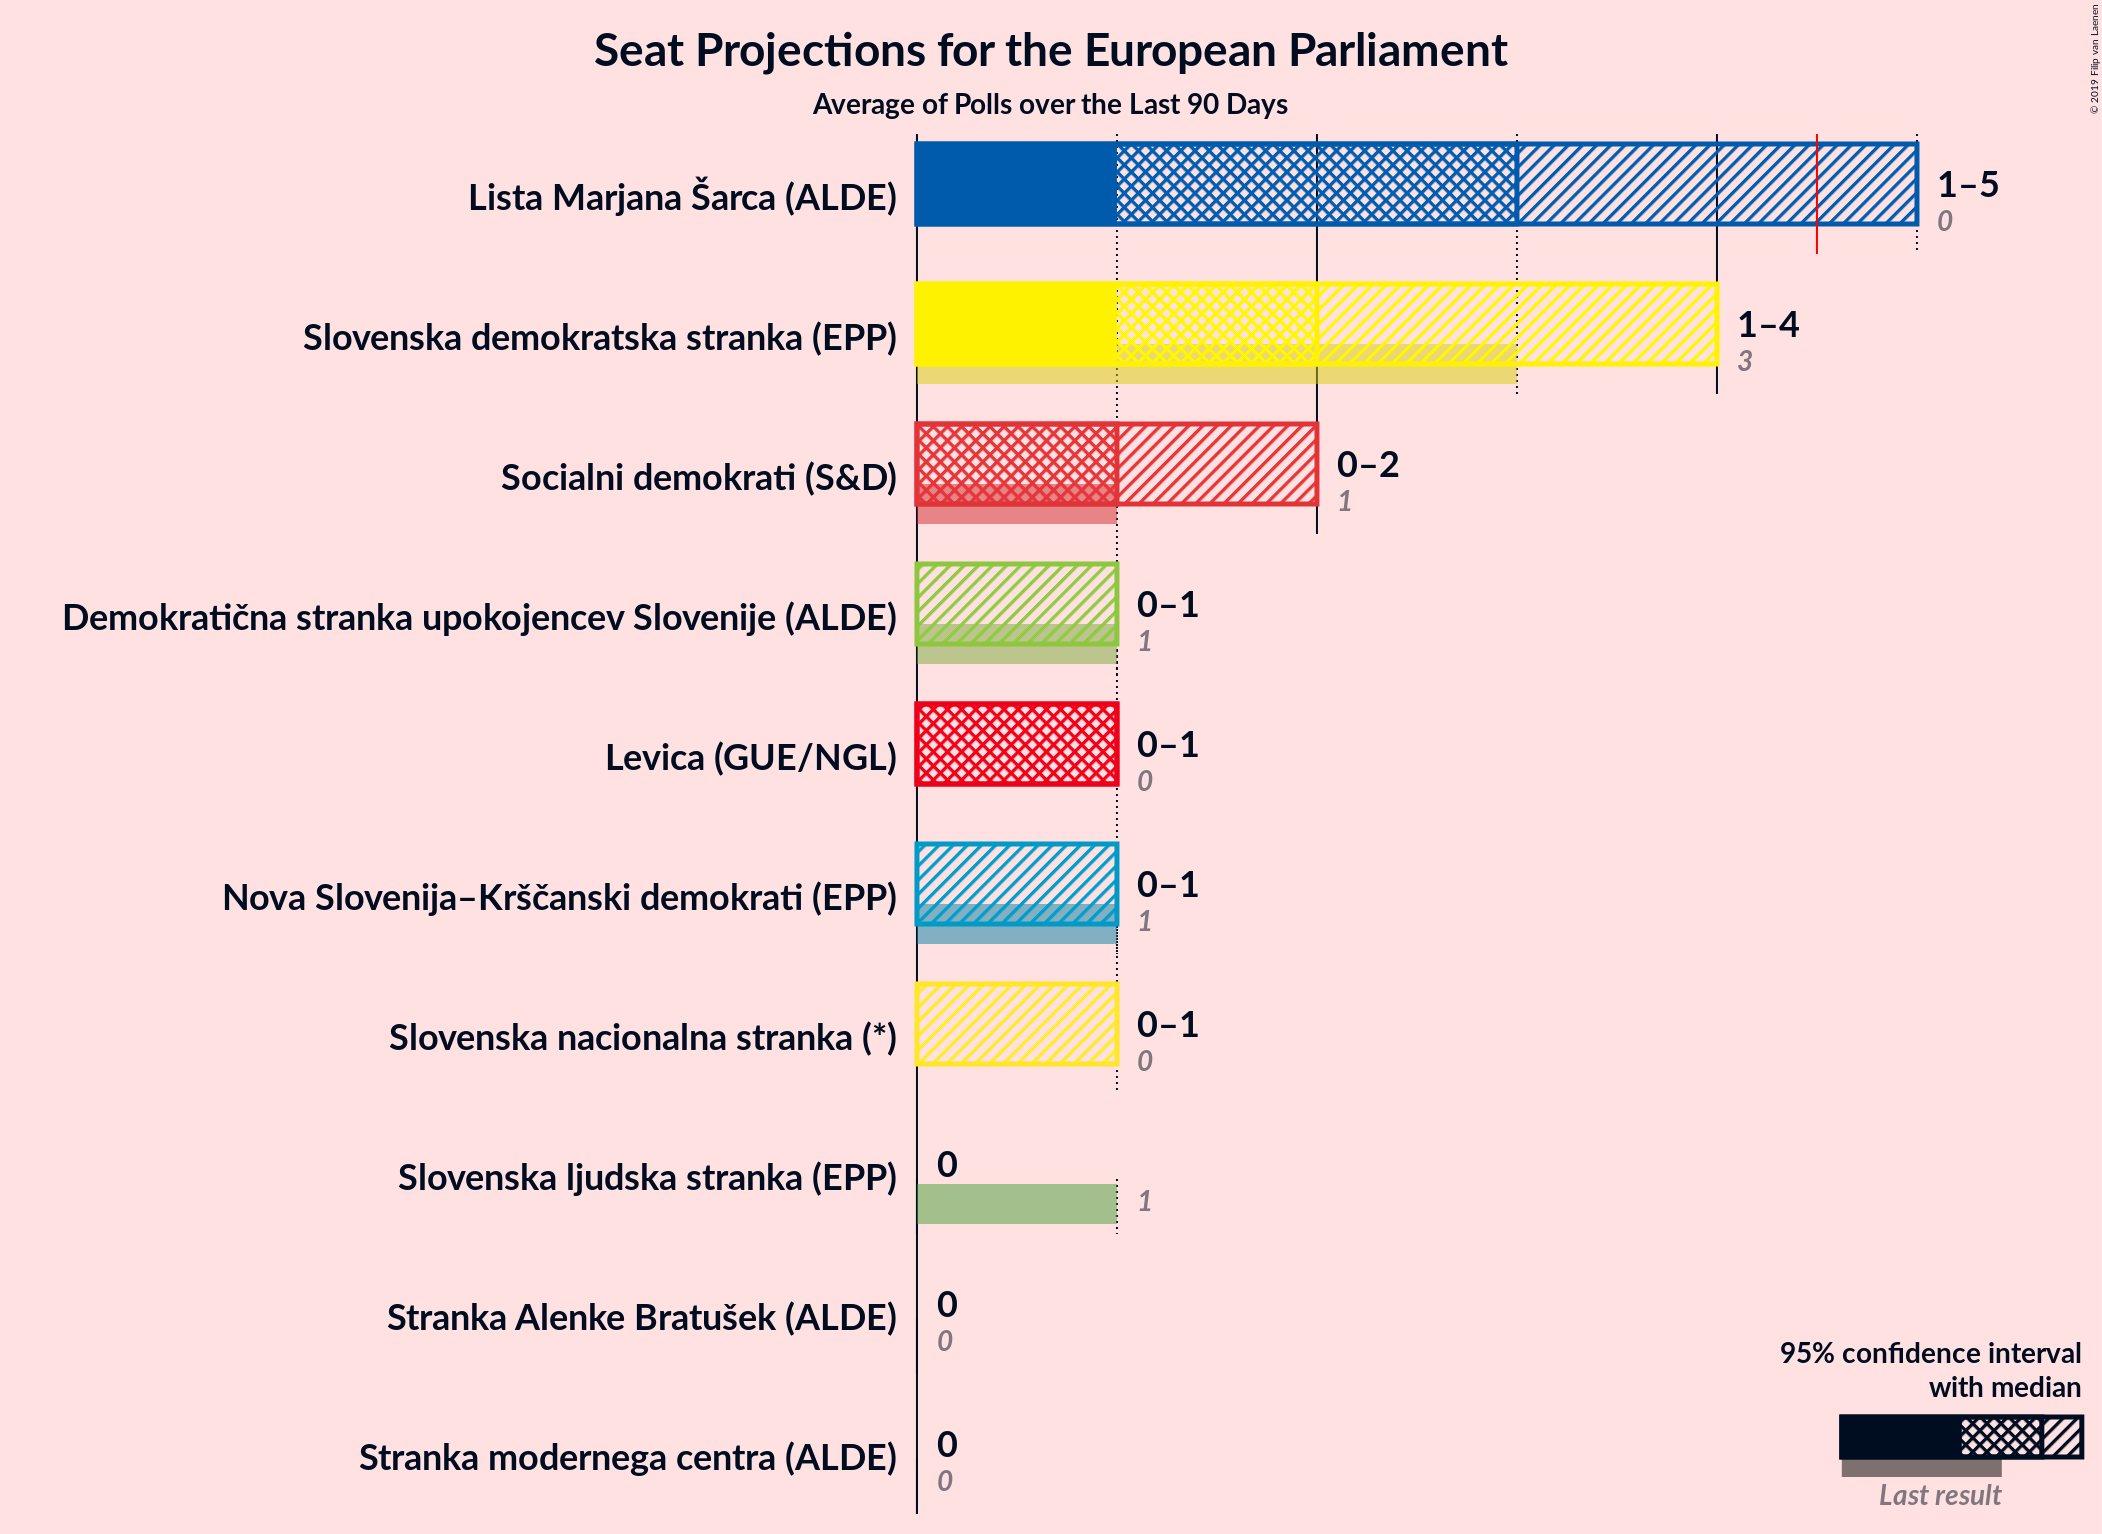 Seat Projections for the European Parliament
Average of Polls over the Last 90 Days
© 2019 Filip van Laenen
Lista Marjana Šarca (ALDE)
1–5
0
Slovenska demokratska stranka (EPP)
1–4
3
Socialni demokrati (S&D)
0–2
1
Demokratična stranka upokojencev Slovenije (ALDE)
0–1
1
Levica (GUE/NGL)
0–1
0
Nova Slovenija–Krščanski demokrati (EPP)
0–1
1
Slovenska nacionalna stranka (*)
0–1
0
Slovenska ljudska stranka (EPP)
0
1
Stranka Alenke Bratušek (ALDE)
0
0
Stranka modernega centra (ALDE)
0
0
95% confidence interval
with median
Last result